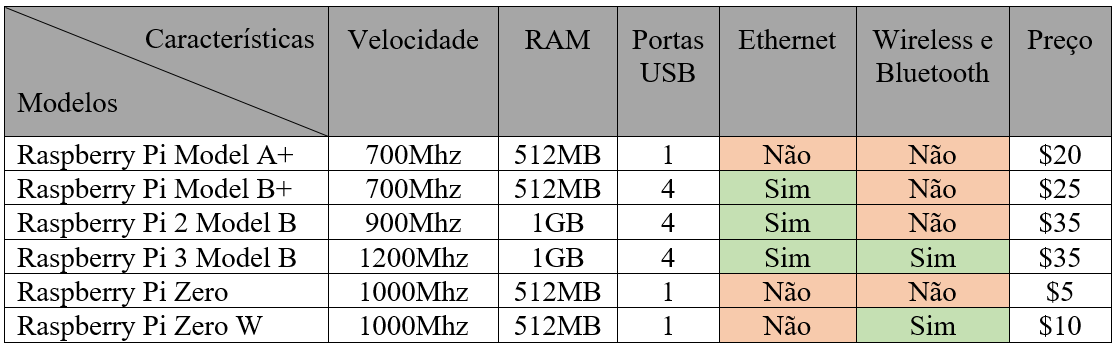 Características Velocidade RAM Portas USB Ethernet Wireless e Bluetooth Preço
Modelos
Raspberry Pi Model A+ 700Mhz 512MB 1 Não Não $20
Raspberry Pi Model B+ 700Mhz 512MB 4 Sim Não $25
Raspberry Pi 2 Model B 900Mhz 1GB 4 Sim Não $35
Raspberry Pi 3 Model B 1200Mhz 1GB 4 Sim Sim $35
Raspberry Pi Zero 1000Mhz 512MB 1 Não Não $5
Raspberry Pi Zero W 1000Mhz 512MB 1 Não Sim $10